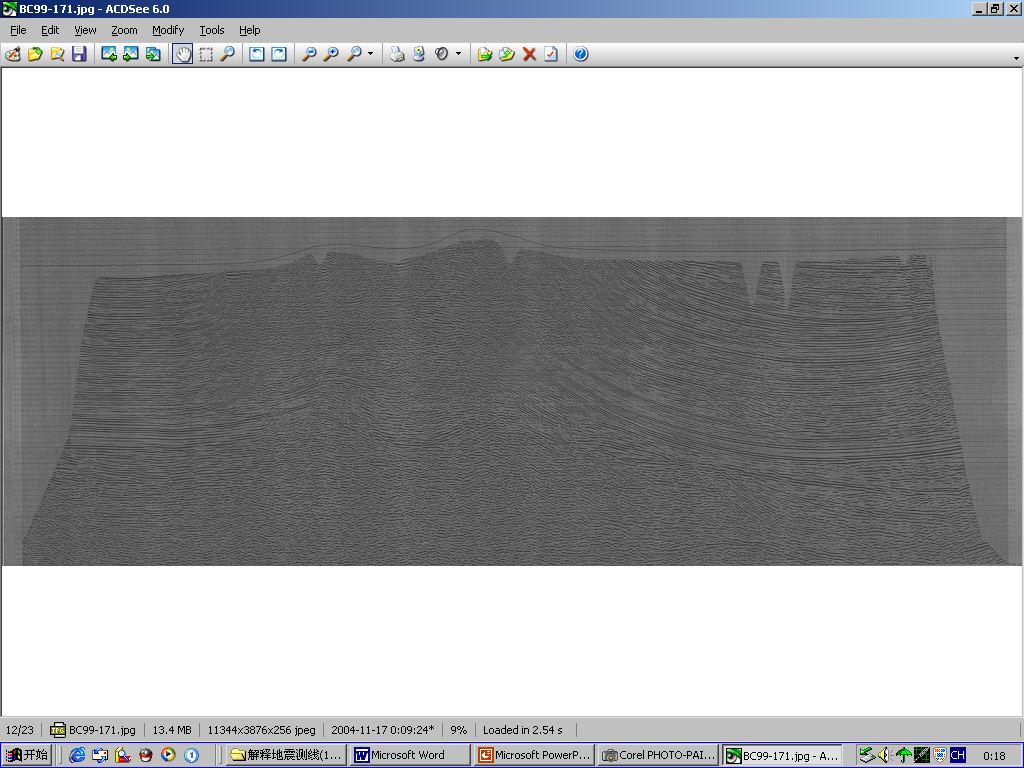 BC99-171.jpg - ACDSee 6.0
File Edit View Zoom Modify Tools Help
12/23 BC99-171.jpg 13.4 MB 11344x3876x256 jpeg 2004-11-17 0:09:24* 9% Loaded in 2.54 s
开始 解释地震测线(1... Microsoft Word Microsoft PowerP... Corel PHOTO-PAI... BC99-171.jpg - A... CH 0:18